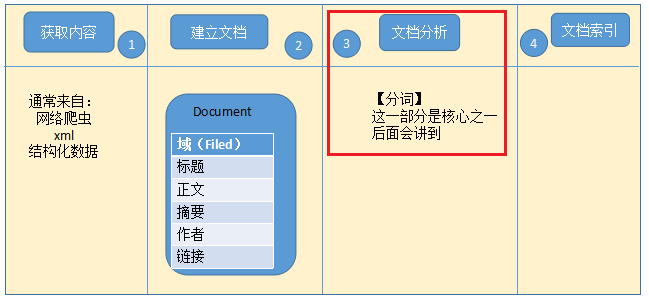 获取内容
1
建立文档
2
3
文档分析
4
文档索引
通常来自：
网络爬虫
xml
结构化数据
Document
域（Filed）
标题
正文
摘要
作者
链接
【分词】
这一部分是核心之一
后面会讲到